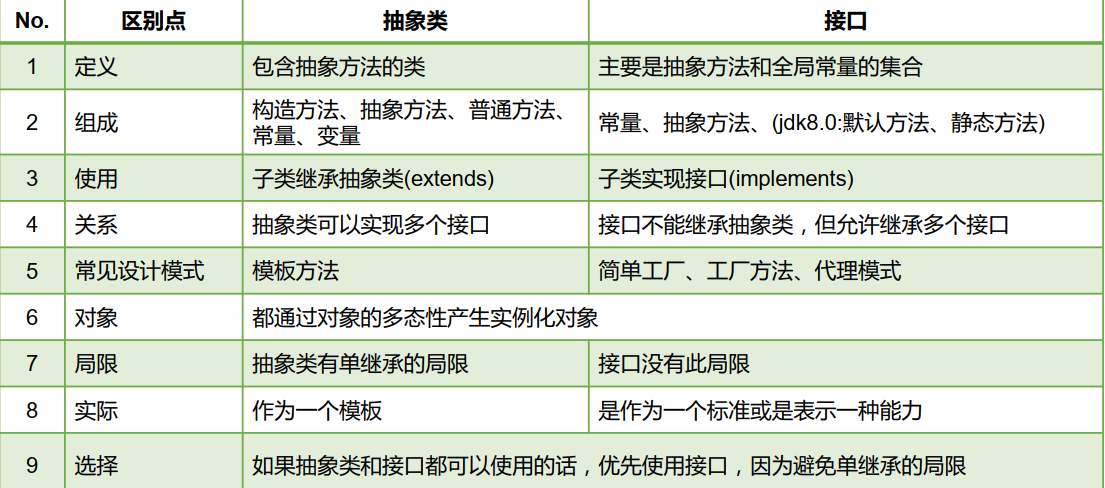 No. 区别点 抽象类 接口
1 定义 包含抽象方法的类 主要是抽象方法和全局常量的集合
2 组成 构造方法、抽象方法、普通方法、
常量、变量 常量、抽象方法、(jdk8.0:默认方法、静态方法)
3 使用 子类继承抽象类(extends) 子类实现接口(implements)
4 关系 抽象类可以实现多个接口 接口不能继承抽象类，但允许继承多个接口
5 常见设计模式 模板方法 简单工厂、工厂方法、代理模式
6 对象 都通过对象的多态性产生实例化对象
7 局限 抽象类有单继承的局限 接口没有此局限
8 实际 作为一个模板 是作为一个标准或是表示一种能力
9 选择 如果抽象类和接口都可以使用的话，优先使用接口，因为避免单继承的局限